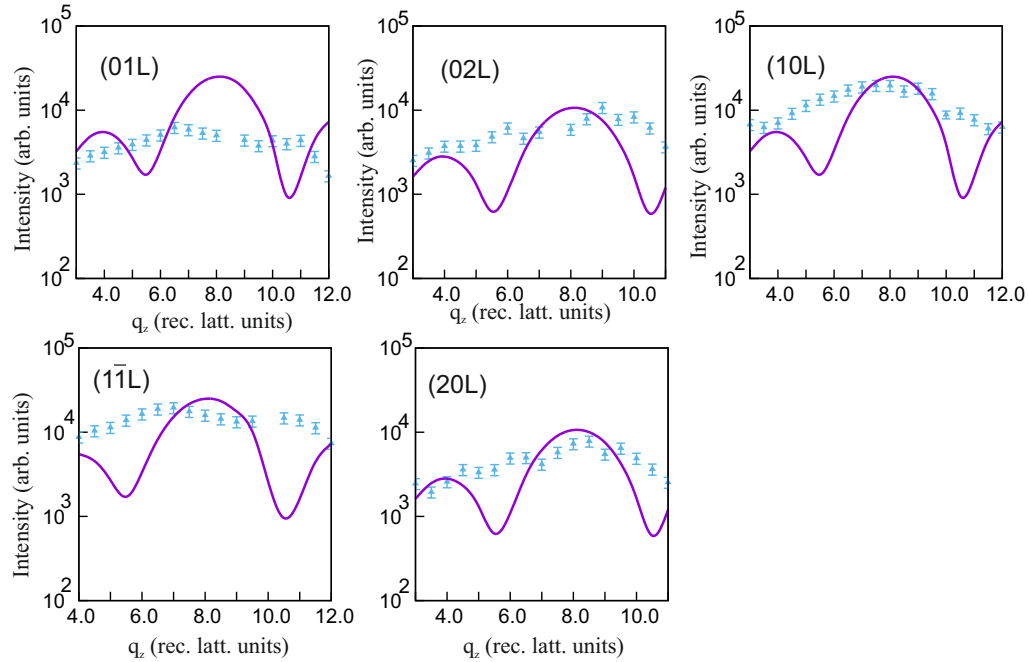 10^5
10^4
10^3
10^2
Intensity (arb. units)
(01L)
4.0 6.0 8.0 10.0 12.0
q_z (rec. latt. units)
10^5
10^4
10^3
10^2
Intensity (arb. units)
(02L)
4.0 6.0 8.0 10.0
q_z (rec. latt. units)
10^5
10^4
10^3
10^2
Intensity (arb. units)
(10L)
4.0 6.0 8.0 10.0 12.0
q_z (rec. latt. units)
10^5
10^4
10^3
10^2
Intensity (arb. units)
(11̅L)
4.0 6.0 8.0 10.0 12.0
q_z (rec. latt. units)
10^5
10^4
10^3
10^2
Intensity (arb. units)
(20L)
4.0 6.0 8.0 10.0
q_z (rec. latt. units)